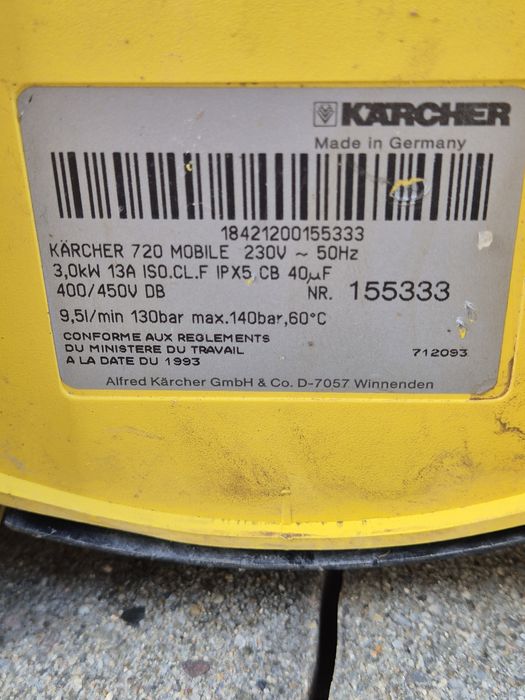 KÄRCHER
Made in Germany
18421200155333
KÄRCHER 720 MOBILE 230V ~ 50Hz
3,0kW 13A ISO.CL.F IPX5 CB 40µF
400/450V DB NR. 155333
9,5l/min 130bar max.140bar,60°C
CONFORME AUX REGLEMENTS
DU MINISTERE DU TRAVAIL
A LA DATE DU 1993
712093
Alfred Kärcher GmbH & Co. D-7057 Winnenden